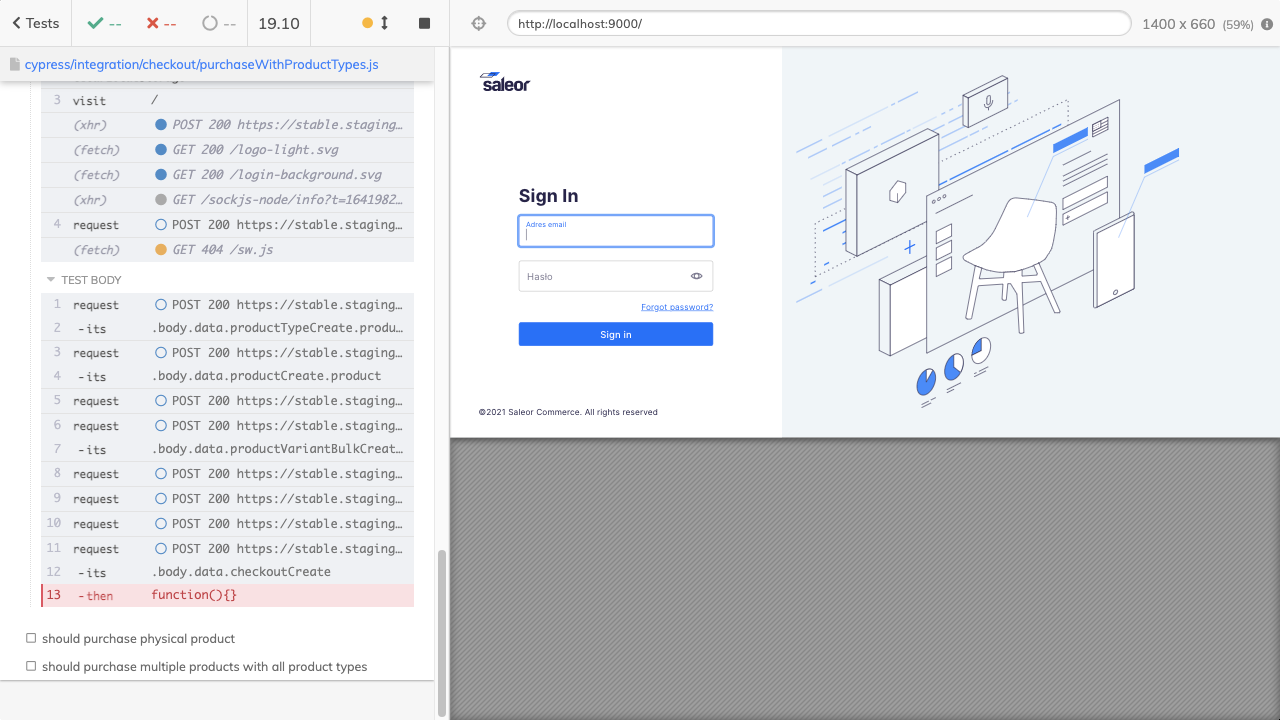 Tests
--
--
--
19.10
http://localhost:9000/
1400 x 660 (59%)
cypress/integration/checkout/purchaseWithProductTypes.js
3 visit /
(xhr) POST 200 https://stable.staging…
(fetch) GET 200 /logo-light.svg
(fetch) GET 200 /login-background.svg
(xhr) GET /sockjs-node/info?t=1641982…
4 request POST 200 https://stable.staging…
(fetch) GET 404 /sw.js
TEST BODY
1 request POST 200 https://stable.staging…
2 -its .body.data.productTypeCreate.produ…
3 request POST 200 https://stable.staging…
4 -its .body.data.productCreate.product
5 request POST 200 https://stable.staging…
6 request POST 200 https://stable.staging…
7 -its .body.data.productVariantBulkCreat…
8 request POST 200 https://stable.staging…
9 request POST 200 https://stable.staging…
10 request POST 200 https://stable.staging…
11 request POST 200 https://stable.staging…
12 -its .body.data.checkoutCreate
13 -then function(){}
should purchase physical product
should purchase multiple products with all product types
saleor
Sign In
Adres email
Hasło
Forgot password?
Sign in
©2021 Saleor Commerce. All rights reserved